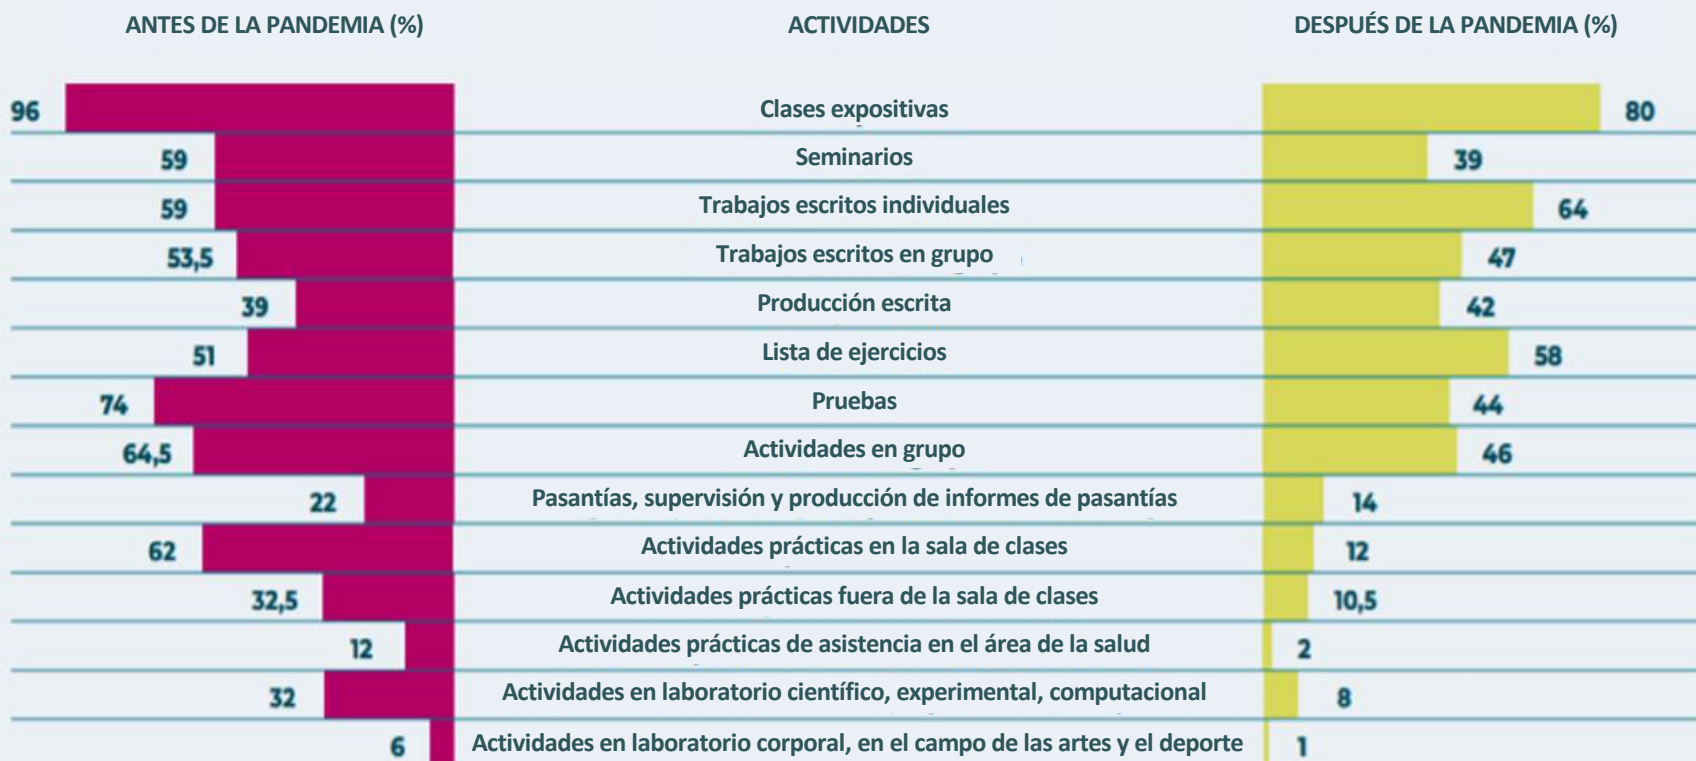 ANTES DE LA PANDEMIA (%) ACTIVIDADES DESPUÉS DE LA PANDEMIA (%)
96 Clases expositivas 80
59 Seminarios 39
59 Trabajos escritos individuales 64
53,5 Trabajos escritos en grupo 47
39 Producción escrita 42
51 Lista de ejercicios 58
74 Pruebas 44
64,5 Actividades en grupo 46
22 Pasantías, supervisión y producción de informes de pasantías 14
62 Actividades prácticas en la sala de clases 12
32,5 Actividades prácticas fuera de la sala de clases 10,5
12 Actividades prácticas de asistencia en el área de la salud 2
32 Actividades en laboratorio científico, experimental, computacional 8
6 Actividades en laboratorio corporal, en el campo de las artes y el deporte 1